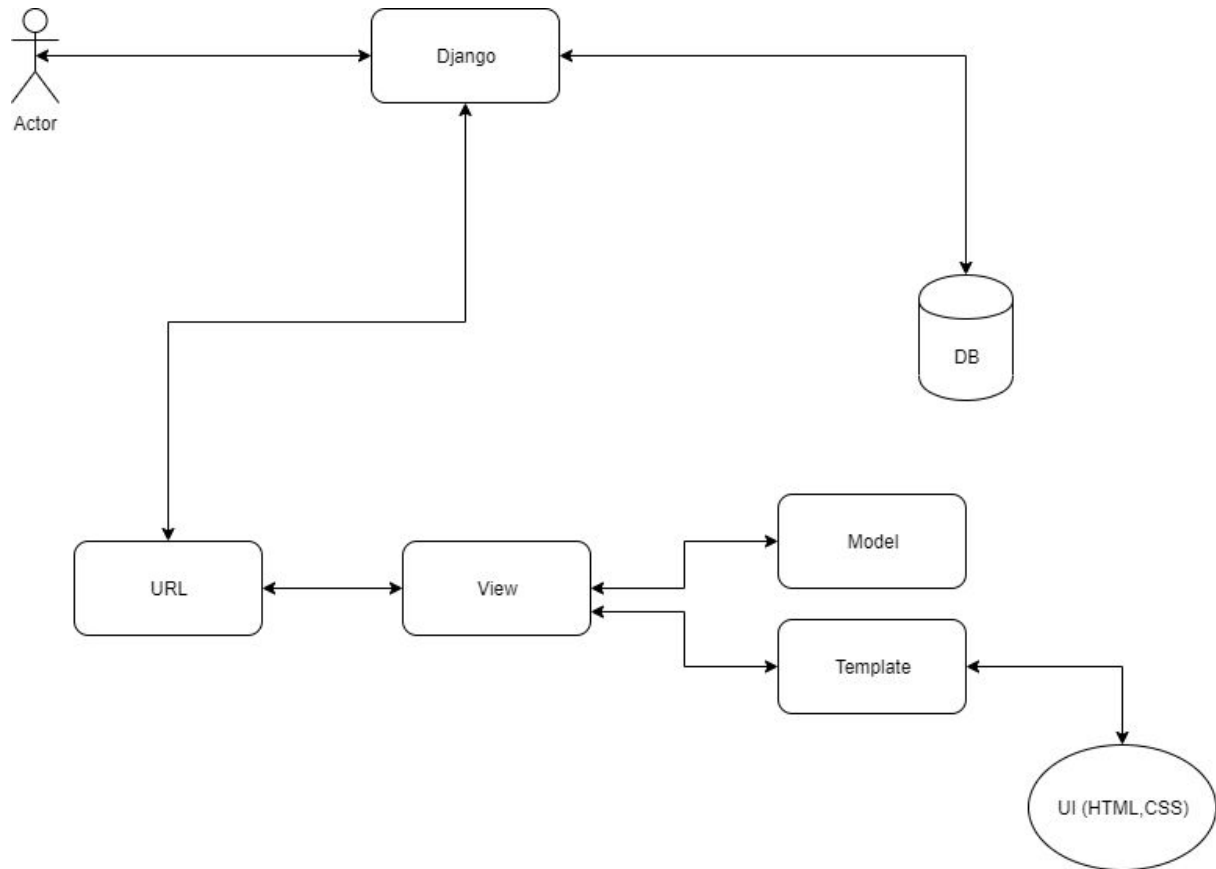 Django
Actor
DB
Model
URL
View
Template
UI (HTML,CSS)